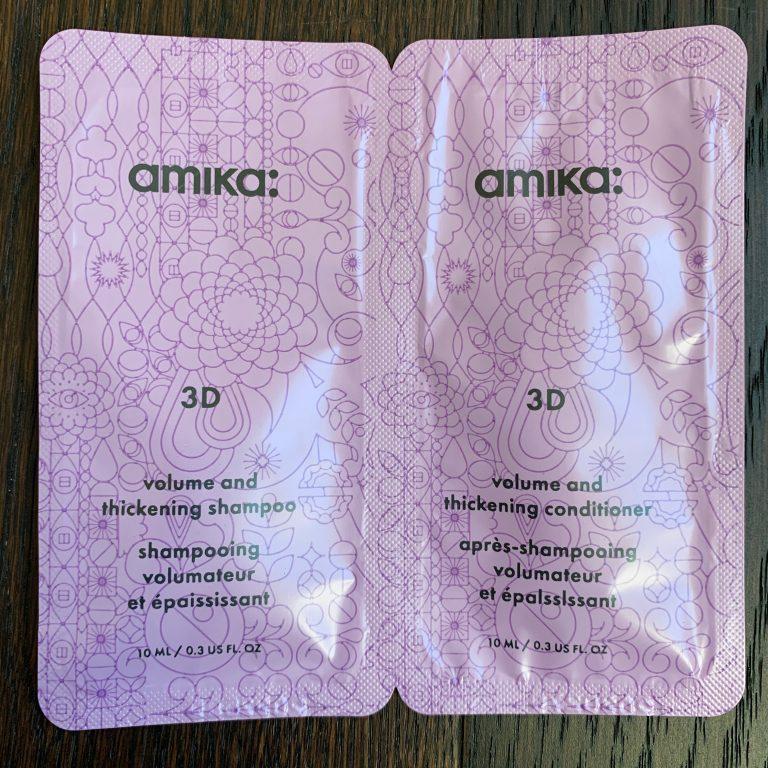 amika:
3D
volume and
thickening shampoo
shampooing
volumateur
et épaississant
10 ML / 0.3 US FL. OZ
amika:
3D
volume and
thickening conditioner
après-shampooing
volumateur
et épaIssIssant
10 ML / 0.3 US FL. OZ